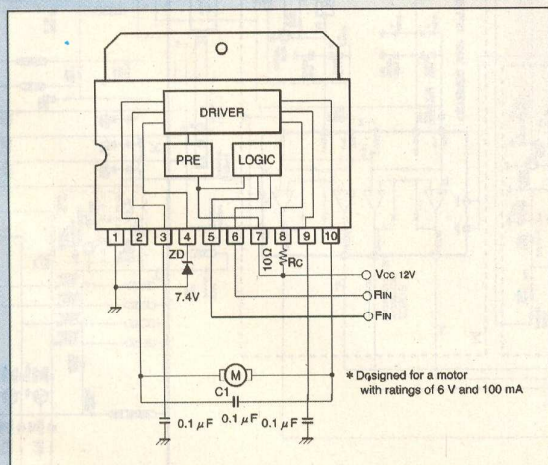 DRIVER
PRE LOGIC
1 2 3 4 5 6 7 8 9 10
ZD
7.4V
10Ω
RC
VCC 12V
RIN
FIN
M
C1
0.1 μF 0.1 μF 0.1 μF
* Designed for a motor
with ratings of 6 V and 100 mA